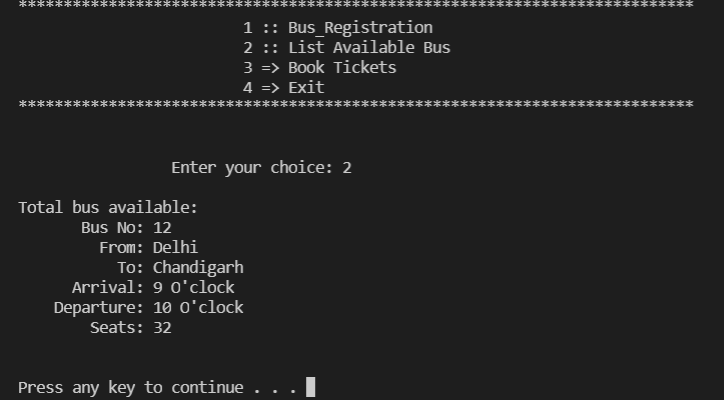 ***************************************************************************
1 :: Bus_Registration
2 :: List Available Bus
3 => Book Tickets
4 => Exit
***************************************************************************
Enter your choice: 2
Total bus available:
Bus No: 12
From: Delhi
To: Chandigarh
Arrival: 9 O'clock
Departure: 10 O'clock
Seats: 32
Press any key to continue . . .